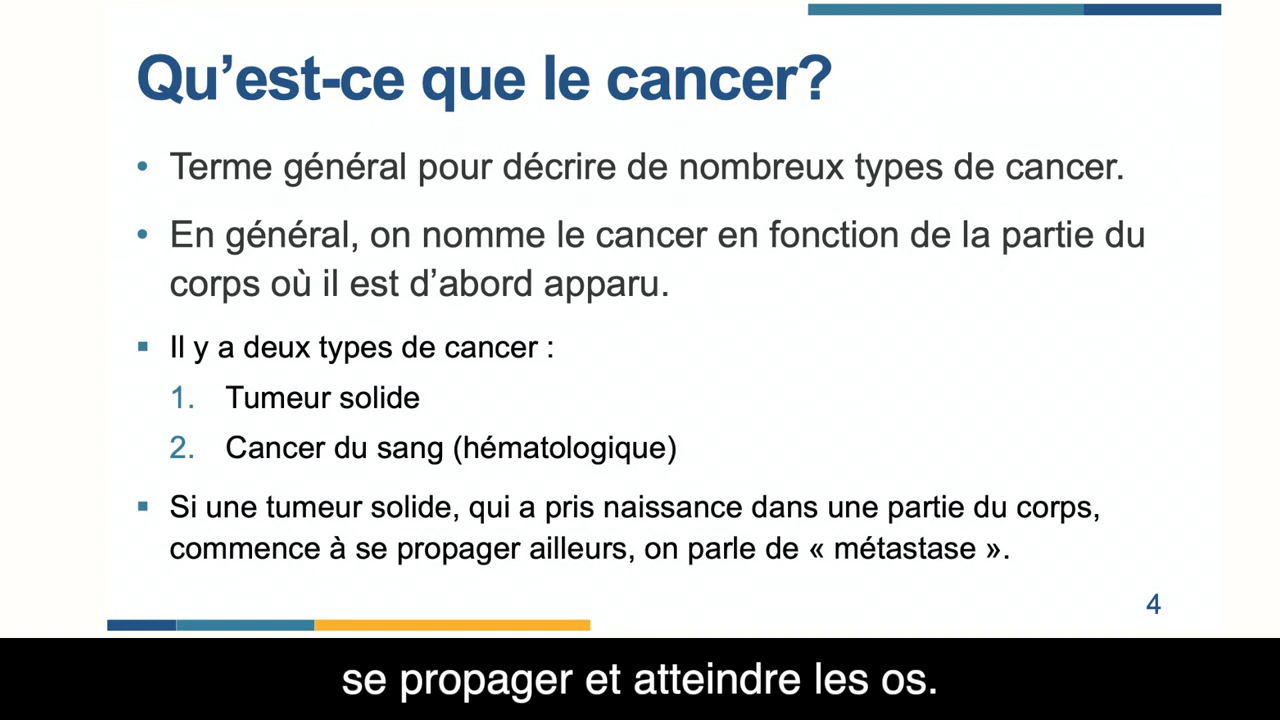 Qu’est-ce que le cancer?
• Terme général pour décrire de nombreux types de cancer.
• En général, on nomme le cancer en fonction de la partie du
corps où il est d’abord apparu.
▪ Il y a deux types de cancer :
1. Tumeur solide
2. Cancer du sang (hématologique)
▪ Si une tumeur solide, qui a pris naissance dans une partie du corps,
commence à se propager ailleurs, on parle de « métastase ».
4
se propager et atteindre les os.